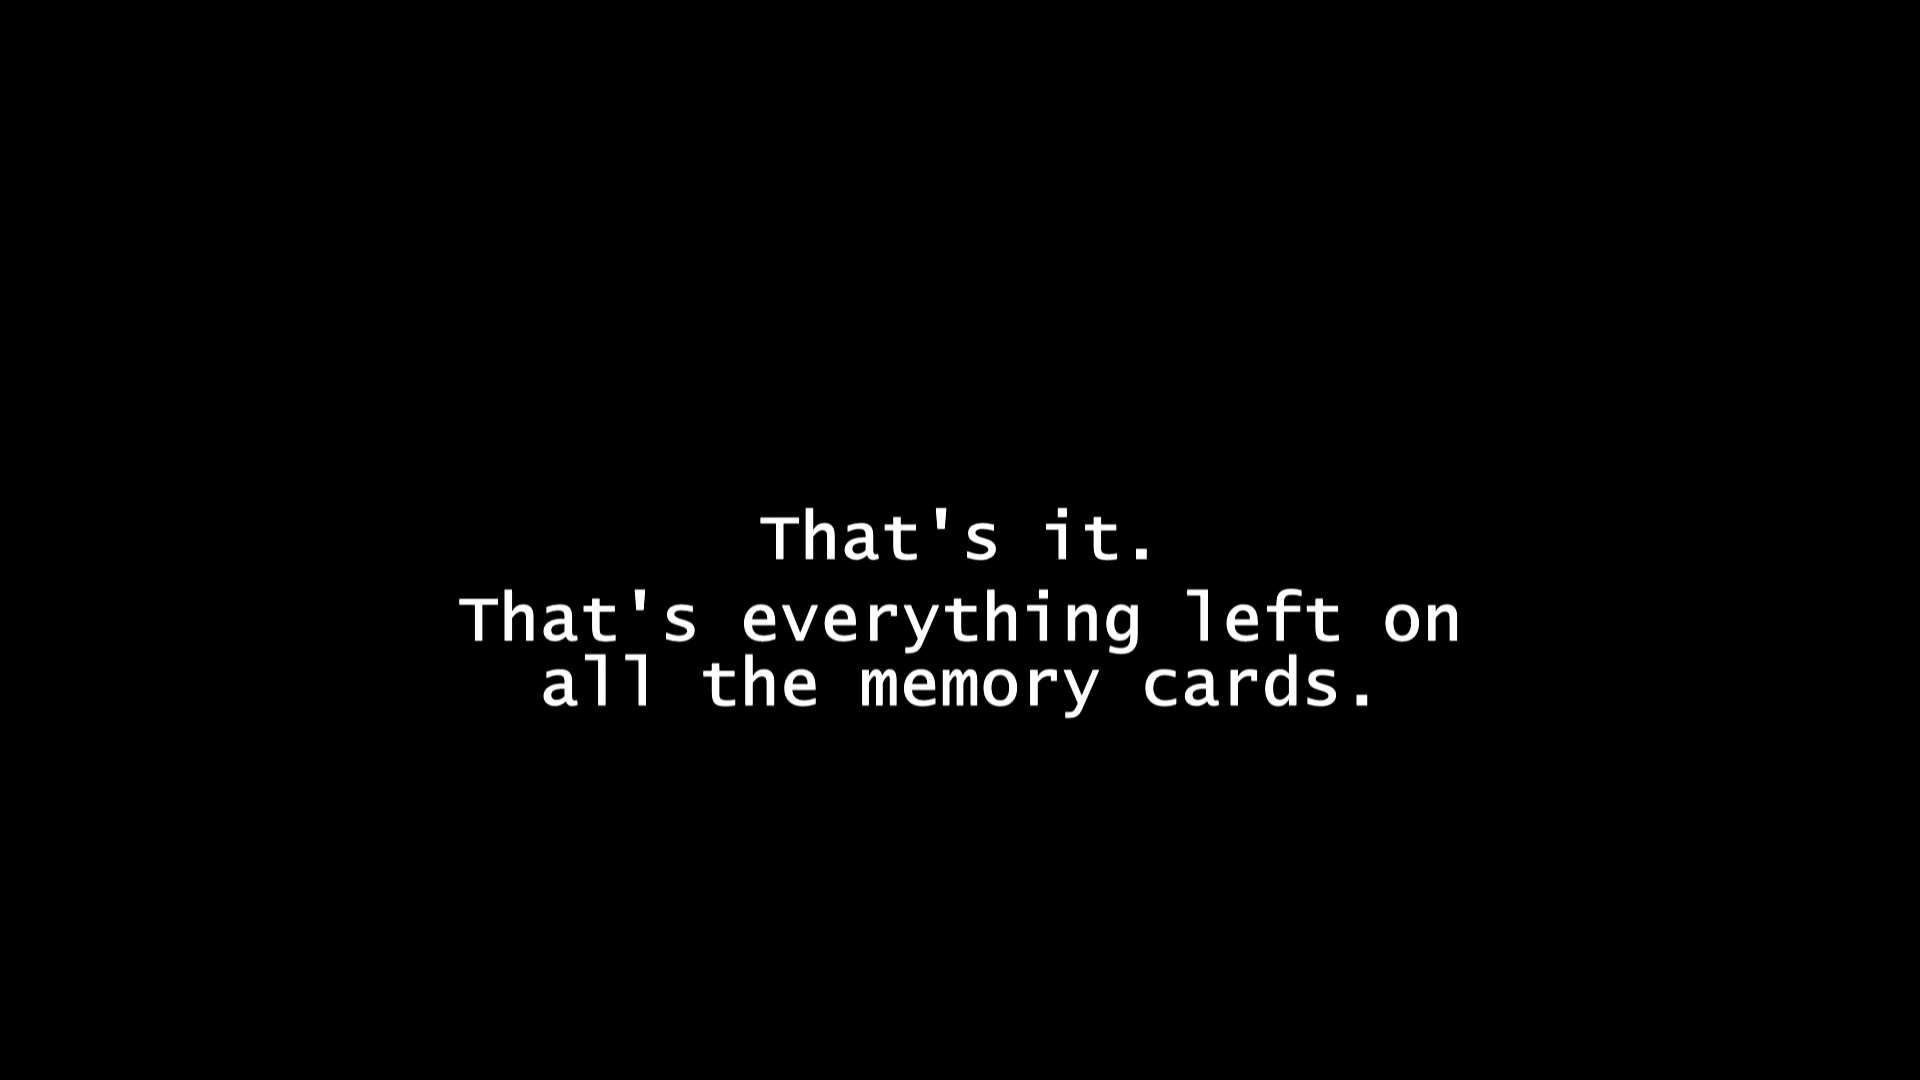 That's it.
That's everything left on
all the memory cards.